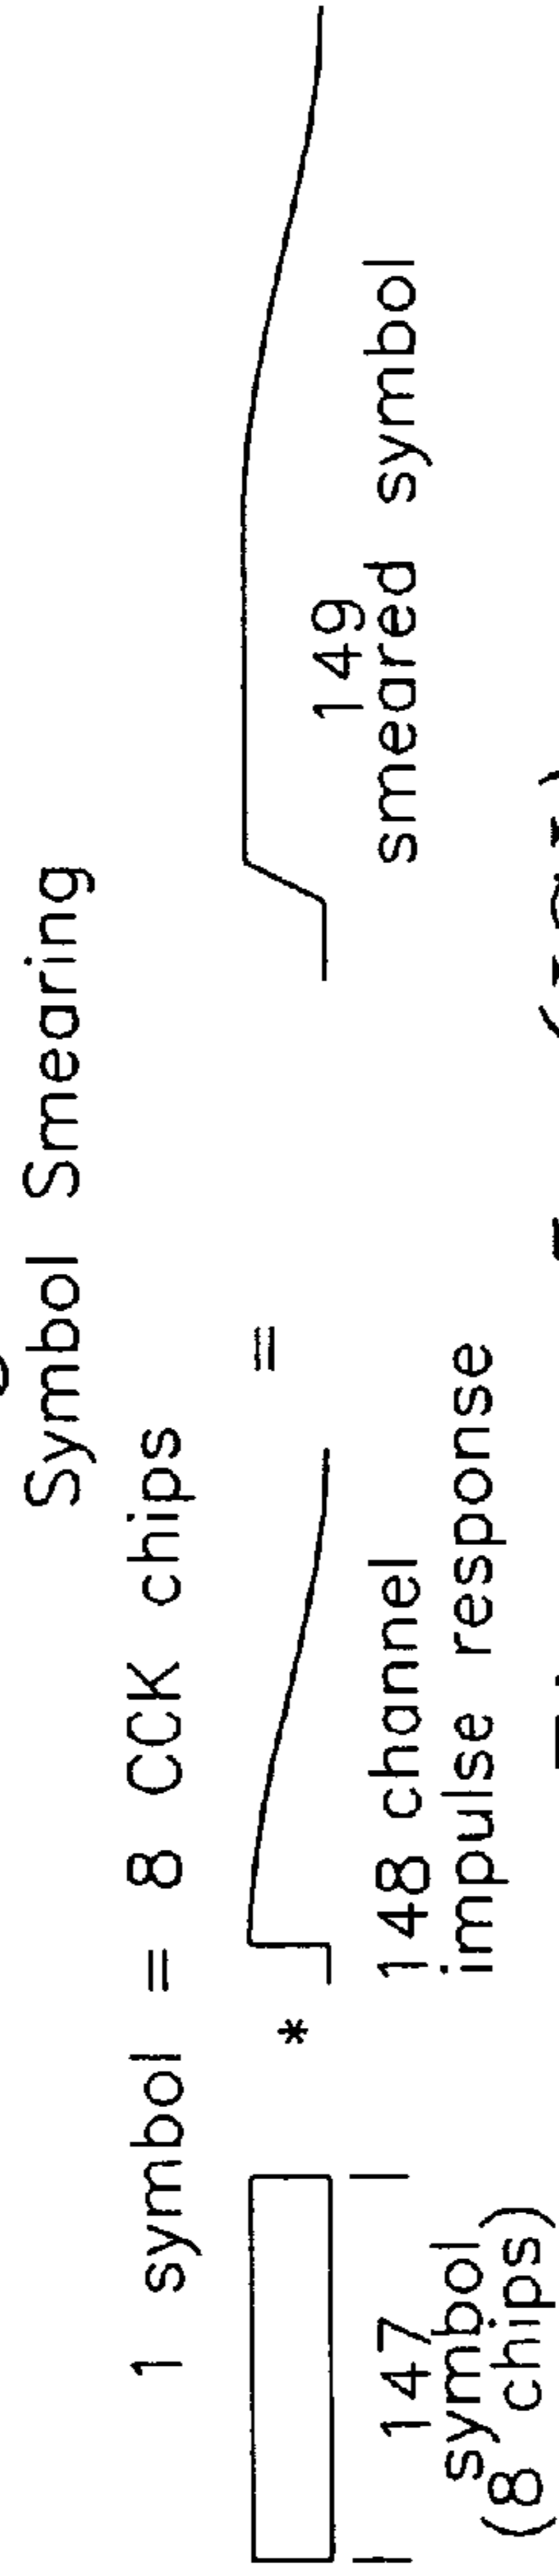 Symbol Smearing
1 symbol = 8 CCK chips
* =
147
symbol
(8 chips)
148 channel
impulse response
149
smeared symbol